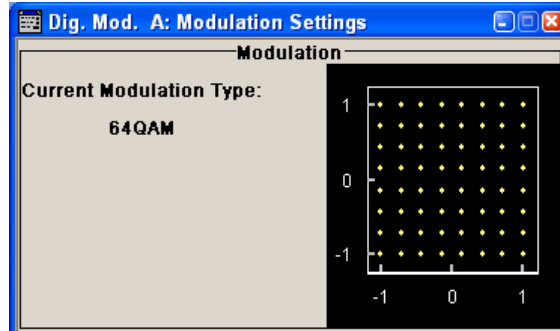 Dig. Mod. A: Modulation Settings
Modulation
Current Modulation Type:
64QAM
1
0
-1
-1 0 1